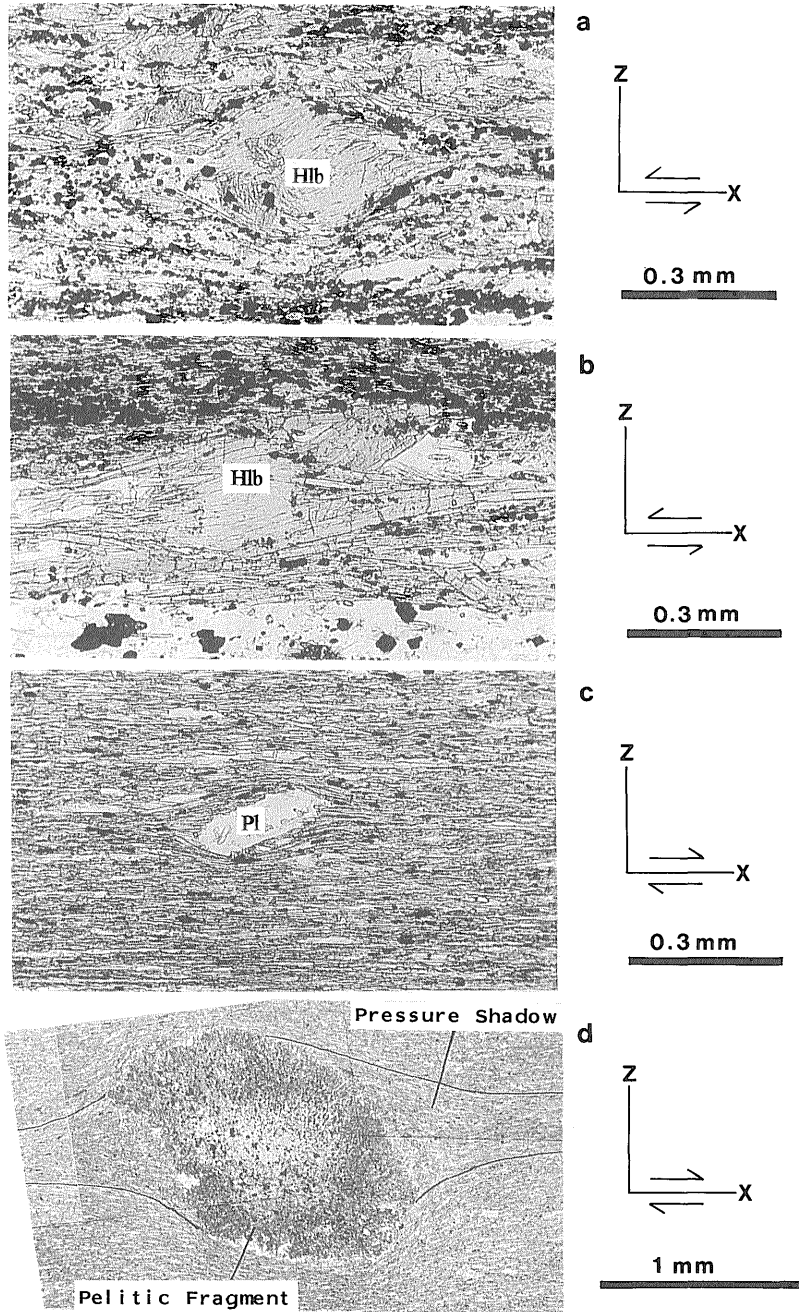 a
Z
Hlb
X
0.3 mm
b
Z
Hlb
X
0.3 mm
c
Z
Pl
X
0.3 mm
Pressure Shadow
d
Z
X
1 mm
Pelitic Fragment